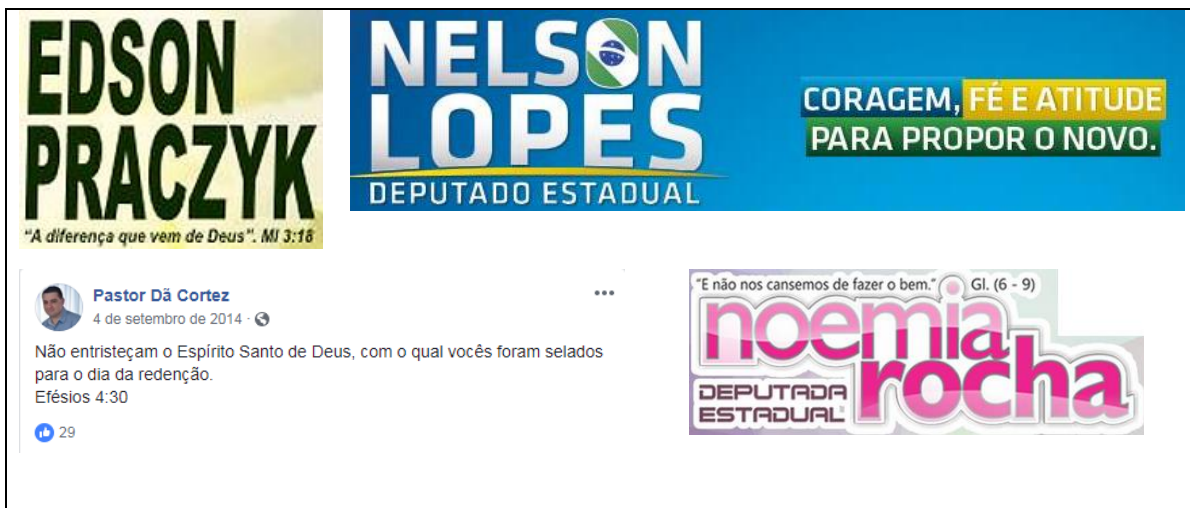 EDSON
PRACZYK
"A diferença que vem de Deus". Ml 3:18
NELSON
LOPES
DEPUTADO ESTADUAL
CORAGEM, FÉ E ATITUDE
PARA PROPOR O NOVO.
Pastor Dã Cortez
4 de setembro de 2014 ·
Não entristeçam o Espírito Santo de Deus, com o qual vocês foram selados
para o dia da redenção.
Efésios 4:30
29
"E não nos cansemos de fazer o bem." Gl. (6 - 9)
noemia
rocha
DEPUTADA
ESTADUAL